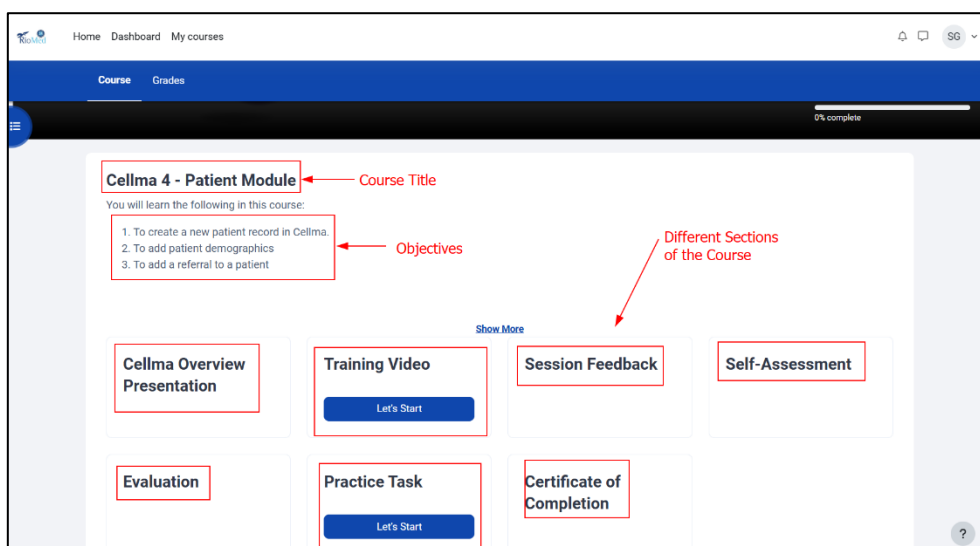 RioMed
Home Dashboard My courses
SG
Course Grades
0% complete
Cellma 4 - Patient Module
Course Title
You will learn the following in this course:
1. To create a new patient record in Cellma.
2. To add patient demographics
3. To add a referral to a patient
Objectives
Different Sections
of the Course
Show More
Cellma Overview
Presentation
Training Video
Let's Start
Session Feedback
Self-Assessment
Evaluation
Practice Task
Let's Start
Certificate of
Completion
?